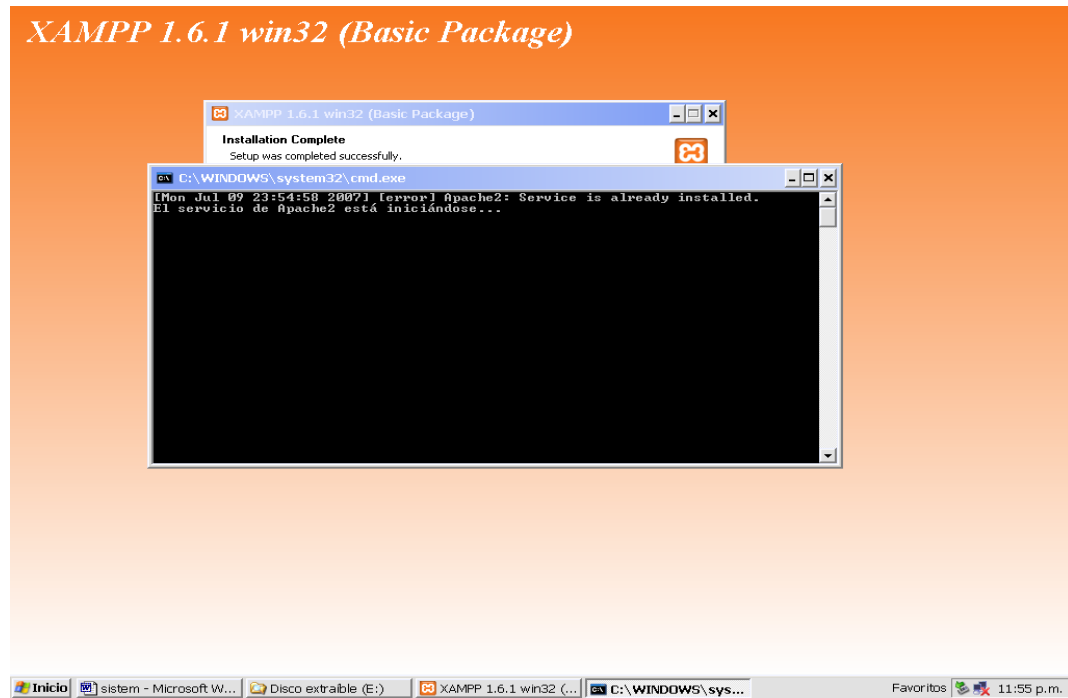 XAMPP 1.6.1 win32 (Basic Package)
XAMPP 1.6.1 win32 (Basic Package)
Installation Complete
Setup was completed successfully.
C:\WINDOWS\system32\cmd.exe
[Mon Jul 09 23:54:58 2007] [error] Apache2: Service is already installed.
El servicio de Apache2 está iniciándose...
Inicio
sistem - Microsoft W...
Disco extraíble (E:)
XAMPP 1.6.1 win32 (...
C:\WINDOWS\sys...
Favoritos
11:55 p.m.